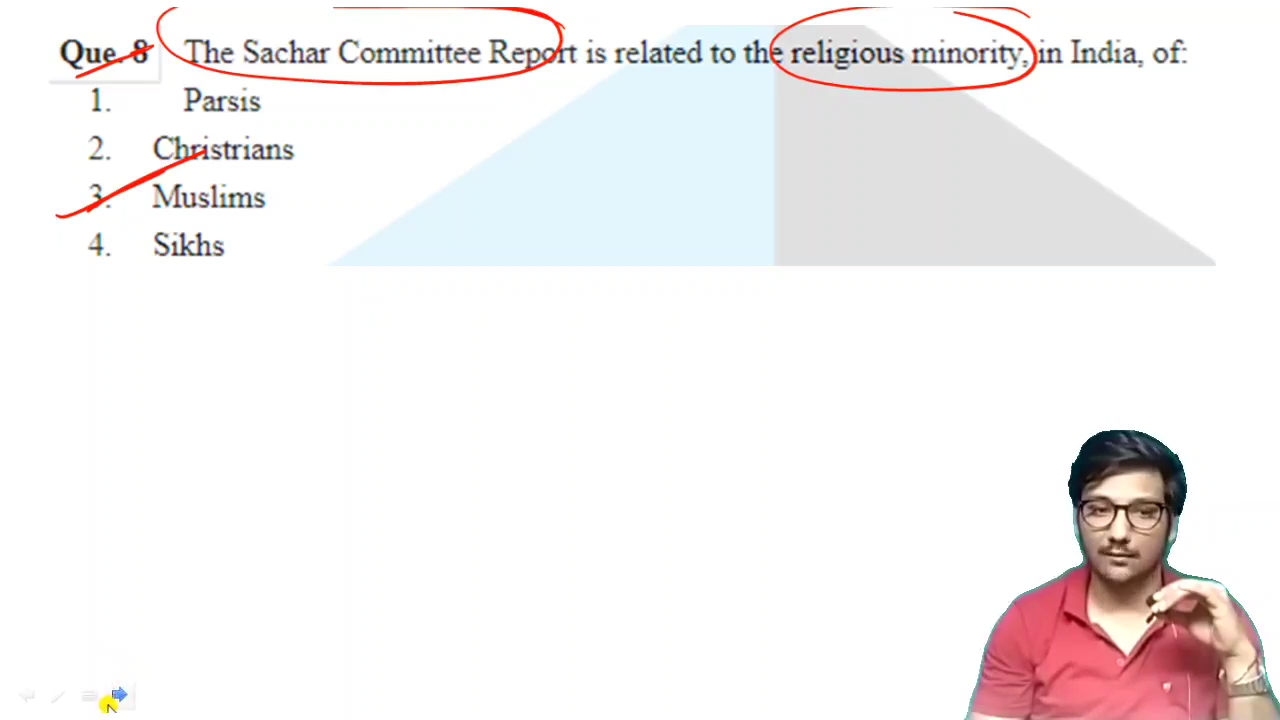 Que. 8 The Sachar Committee Report is related to the religious minority, in India, of:
1. Parsis
2. Christrians
3. Muslims
4. Sikhs